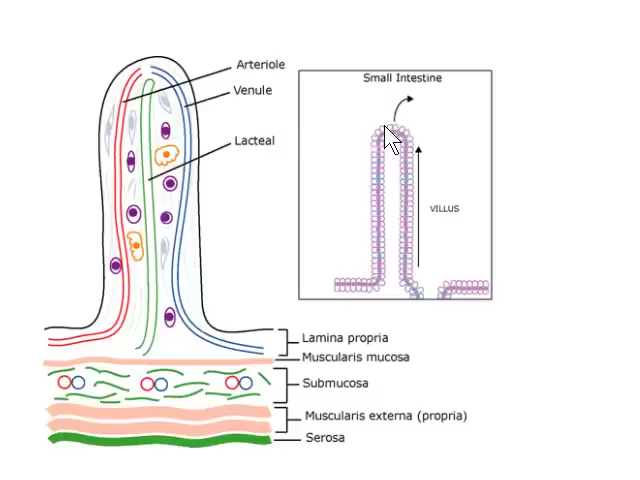 Arteriole
Venule
Lacteal
Small Intestine
VILLUS
Lamina propria
Muscularis mucosa
Submucosa
Muscularis externa (propria)
Serosa